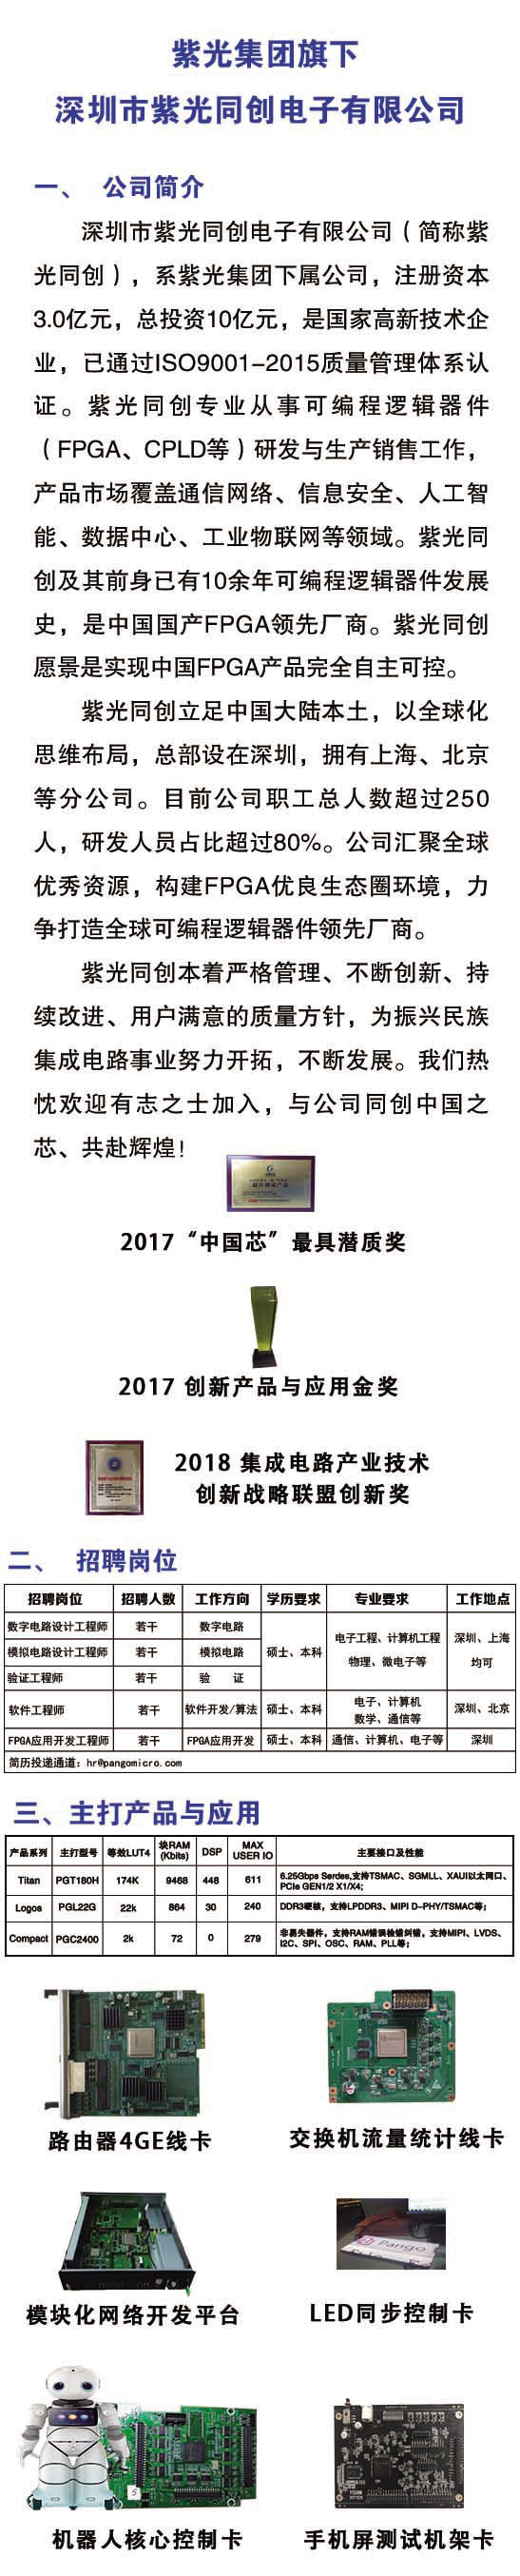 紫光集团旗下
深圳市紫光同创电子有限公司
一、 公司简介
深圳市紫光同创电子有限公司（简称紫
光同创），系紫光集团下属公司，注册资本
3.0亿元，总投资10亿元，是国家高新技术企
业，已通过ISO9001-2015质量管理体系认
证。紫光同创专业从事可编程逻辑器件
（FPGA、CPLD等）研发与生产销售工作，
产品市场覆盖通信网络、信息安全、人工智
能、数据中心、工业物联网等领域。紫光同
创及其前身已有10余年可编程逻辑器件发展
史，是中国国产FPGA领先厂商。紫光同创
愿景是实现中国FPGA产品完全自主可控。
紫光同创立足中国大陆本土，以全球化
思维布局，总部设在深圳，拥有上海、北京
等分公司。目前公司职工总人数超过250
人，研发人员占比超过80%。公司汇聚全球
优秀资源，构建FPGA优良生态圈环境，力
争打造全球可编程逻辑器件领先厂商。
紫光同创本着严格管理、不断创新、持
续改进、用户满意的质量方针，为振兴民族
集成电路事业努力开拓，不断发展。我们热
忱欢迎有志之士加入，与公司同创中国之
芯、共赴辉煌！
2017“中国芯”最具潜质奖
2017 创新产品与应用金奖
2018 集成电路产业技术
创新战略联盟创新奖
二、 招聘岗位
招聘岗位 招聘人数 工作方向 学历要求 专业要求 工作地点
数字电路设计工程师 若干 数字电路
模拟电路设计工程师 若干 模拟电路 硕士、本科 电子工程、计算机工程 深圳、上海
物理、微电子等 均可
验证工程师 若干 验 证
软件工程师 若干 软件开发/算法 硕士、本科 电子、计算机 深圳、北京
数学、通信等
FPGA应用开发工程师 若干 FPGA应用开发 硕士、本科 通信、计算机、电子等 深圳
简历投递通道：hr@pangomicro.com
三、主打产品与应用
产品系列 主打型号 等效LUT4 块RAM (Kbits) DSP MAX USER IO 主要接口及性能
Titan PGT180H 174K 9468 448 611 6.25Gbps Serdes,支持TSMAC、SGMLL、XAUI以太网口、
PCIe GEN1/2 X1/X4;
Logos PGL22G 22k 864 30 240 DDR3硬核，支持LPDDR3、MIPI D-PHY/TSMAC等；
Compact PGC2400 2k 72 0 279 非易失器件，支持RAM错误检错纠错，支持MIPI、LVDS、
I2C、SPI、OSC、RAM、PLL等；
路由器4GE线卡
交换机流量统计线卡
Pango
模块化网络开发平台
LED同步控制卡
5
机器人核心控制卡
手机屏测试机架卡